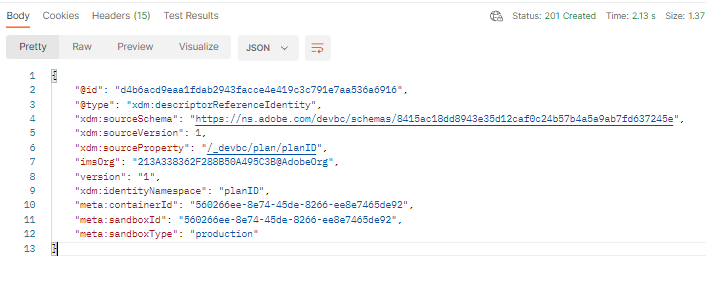 Body Cookies Headers (15) Test Results Status: 201 Created Time: 2.13 s Size: 1.37
Pretty Raw Preview Visualize JSON
1 {
2 "@id": "d4b6acd9eaa1fdab2943facce4e419c3c791e7aa536a6916",
3 "@type": "xdm:descriptorReferenceIdentity",
4 "xdm:sourceSchema": "https://ns.adobe.com/devbc/schemas/8415ac18dd8943e35d12caf0c24b57b4a5a9ab7fd637245e",
5 "xdm:sourceVersion": 1,
6 "xdm:sourceProperty": "/_devbc/plan/planID",
7 "imsOrg": "213A338362F288B50A495C3B@AdobeOrg",
8 "version": "1",
9 "xdm:identityNamespace": "planID",
10 "meta:containerId": "560266ee-8e74-45de-8266-ee8e7465de92",
11 "meta:sandboxId": "560266ee-8e74-45de-8266-ee8e7465de92",
12 "meta:sandboxType": "production"
13 }